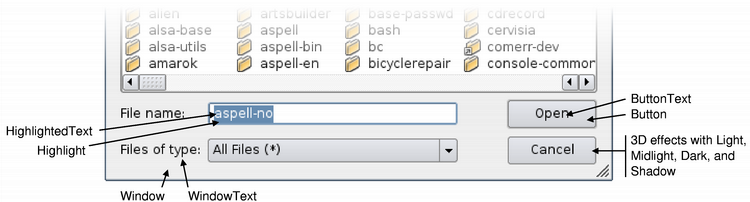 allen artsbuilder base-passwd cdrecord
alsa-base aspell bash cervisia
alsa-utils aspell-bin bc comerr-dev
amarok aspell-en bicyclerepair console-common
File name: aspell-no Open
ButtonText
Button
HighlightedText
Highlight
Files of type: All Files (*) Cancel
3D effects with Light,
Midlight, Dark, and
Shadow
Window WindowText